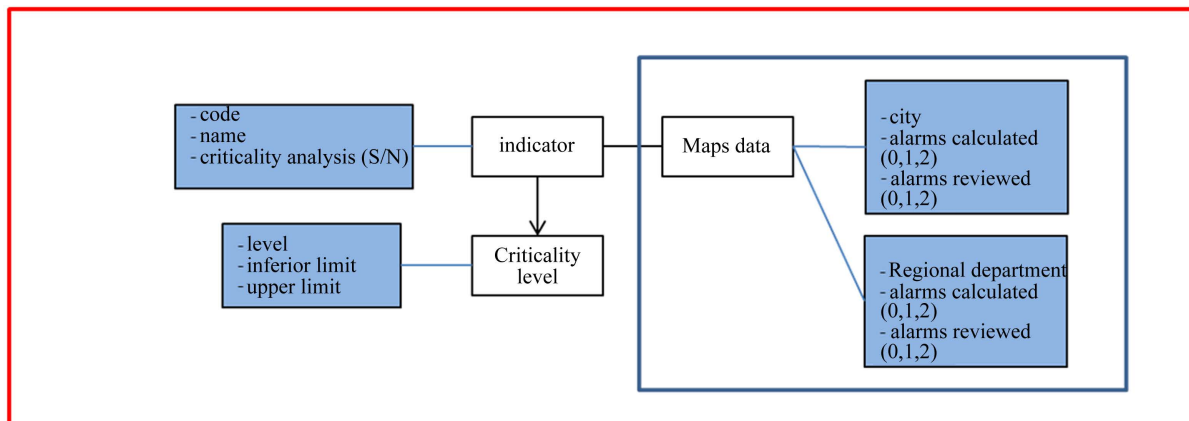 - code
- name
- criticality analysis (S/N)
indicator
Maps data
- city
- alarms calculated
(0,1,2)
- alarms reviewed
(0,1,2)
- level
- inferior limit
- upper limit
Criticality
level
- Regional department
- alarms calculated
(0,1,2)
- alarms reviewed
(0,1,2)